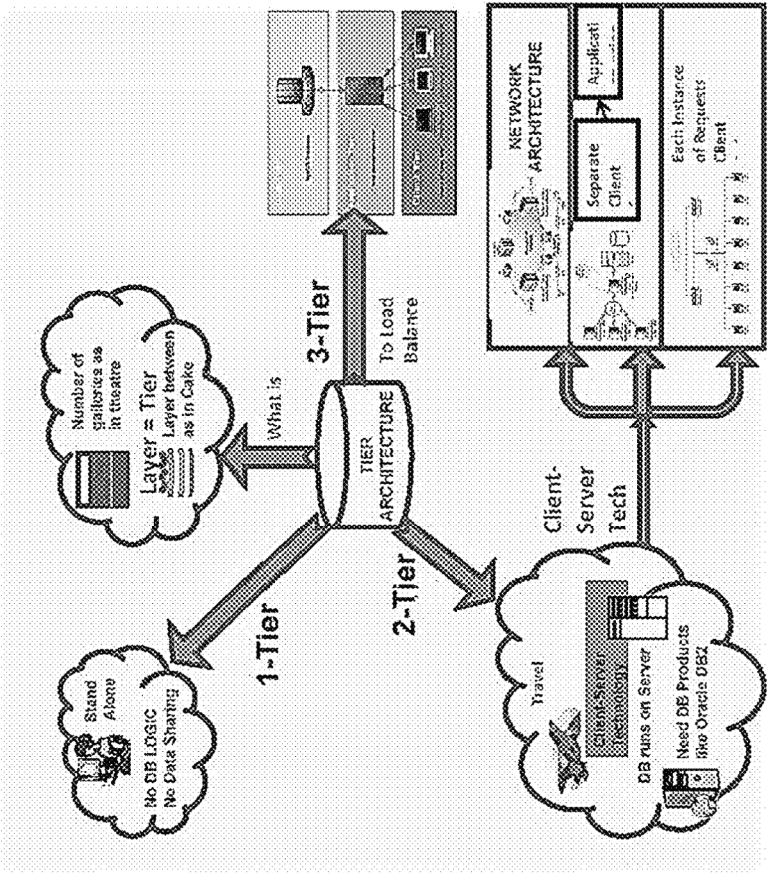 Stand
Alone
No DB LOGIC
No Data Sharing
1-Tier
Number of
galleries as
in theatre
Layer = Tier
Layer between
as in Cake
What is
TIER
ARCHITECTURE
3-Tier
To Load
Balance
2-Tier
Travel
Client-Server
Technology
DB runs on Server
Need DB Products
like Oracle DB2
Client-
Server
Tech
NETWORK
ARCHITECTURE
Separate
Client
Applicati
Each Instance
of Requests